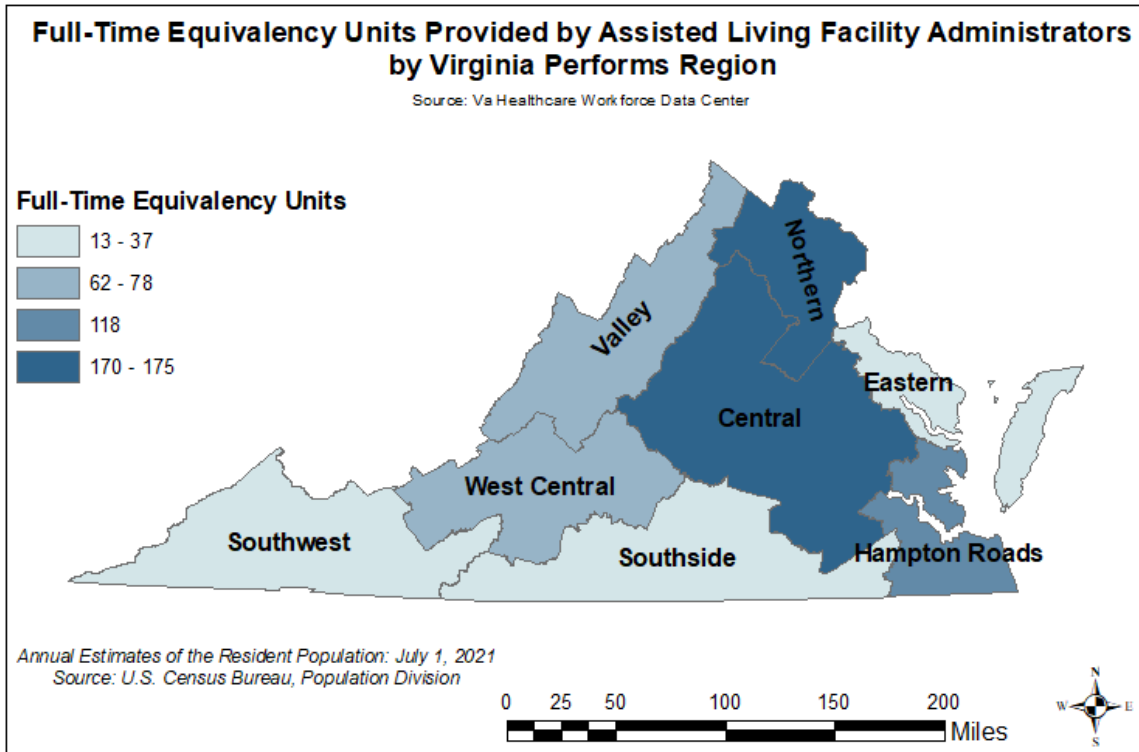 Full-Time Equivalency Units Provided by Assisted Living Facility Administrators
by Virginia Performs Region
Source: Va Healthcare Workforce Data Center
Full-Time Equivalency Units
13 - 37
62 - 78
118
170 - 175
Northern
Valley
Eastern
Central
West Central
Southwest
Southside
Hampton Roads
Annual Estimates of the Resident Population: July 1, 2021
Source: U.S. Census Bureau, Population Division
0 25 50 100 150 200
Miles
N
W E
S